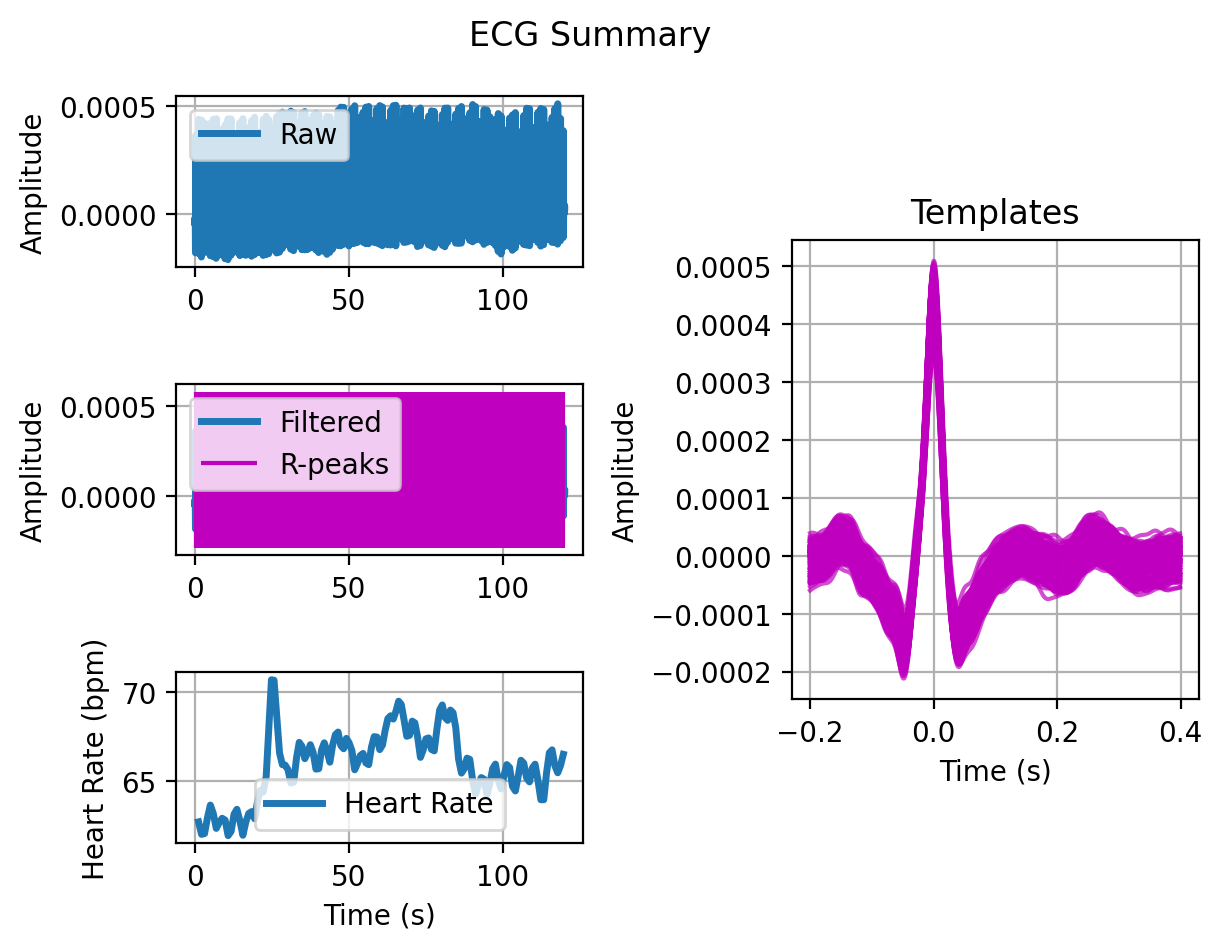 ECG Summary
Amplitude
0.0005
0.0000
Raw
0
50
100
Amplitude
0.0005
0.0000
Filtered
R-peaks
0
50
100
Heart Rate (bpm)
70
65
Heart Rate
0
50
100
Time (s)
Templates
Amplitude
0.0005
0.0004
0.0003
0.0002
0.0001
0.0000
−0.0001
−0.0002
−0.2
0.0
0.2
0.4
Time (s)